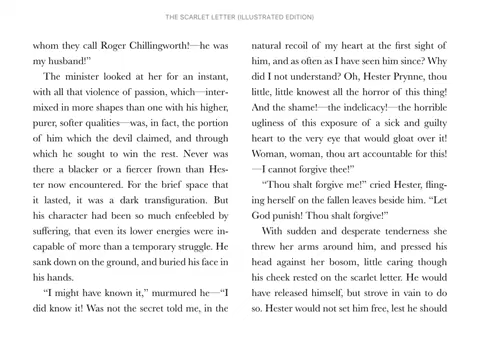 THE SCARLET LETTER (ILLUSTRATED EDITION)
whom they call Roger Chillingworth!—he was
my husband!”
The minister looked at her for an instant,
with all that violence of passion, which—inter-
mixed in more shapes than one with his higher,
purer, softer qualities—was, in fact, the portion
of him which the devil claimed, and through
which he sought to win the rest. Never was
there a blacker or a fiercer frown than Hes-
ter now encountered. For the brief space that
it lasted, it was a dark transfiguration. But
his character had been so much enfeebled by
suffering, that even its lower energies were in-
capable of more than a temporary struggle. He
sank down on the ground, and buried his face in
his hands.
“I might have known it,” murmured he—“I
did know it! Was not the secret told me, in the
natural recoil of my heart at the first sight of
him, and as often as I have seen him since? Why
did I not understand? Oh, Hester Prynne, thou
little, little knowest all the horror of this thing!
And the shame!—the indelicacy!—the horrible
ugliness of this exposure of a sick and guilty
heart to the very eye that would gloat over it!
Woman, woman, thou art accountable for this!
—I cannot forgive thee!”
“Thou shalt forgive me!” cried Hester, fling-
ing herself on the fallen leaves beside him. “Let
God punish! Thou shalt forgive!”
With sudden and desperate tenderness she
threw her arms around him, and pressed his
head against her bosom, little caring though
his cheek rested on the scarlet letter. He would
have released himself, but strove in vain to do
so. Hester would not set him free, lest he should